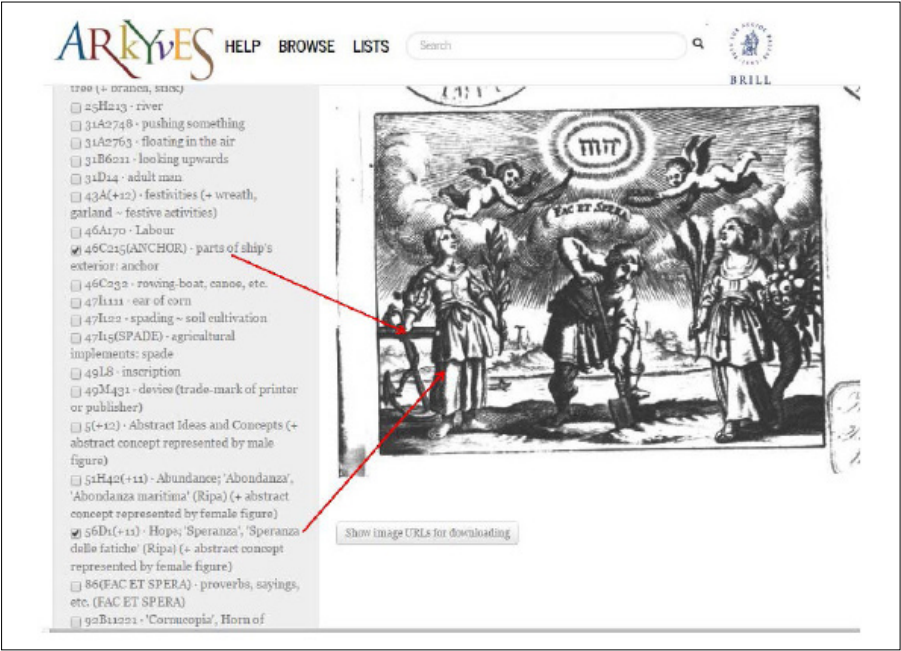 ARKYVES
HELP BROWSE LISTS
Search
BRILL
tree (+ branch, stick)
25H213 - river
31A2748 - pushing something
31A2763 - floating in the air
31B6211 - looking upwards
31D14 - adult man
43A(+12) - festivities (+ wreath,
garland ~ festive activities)
46A170 - Labour
46C215(ANCHOR) - parts of ship's
exterior: anchor
46C232 - rowing-boat, canoe, etc.
47I1111 - ear of corn
47I122 - spading ~ soil cultivation
47I15(SPADE) - agricultural
implements: spade
49L8 - inscription
49M431 - device (trade-mark of printer
or publisher)
5(+12) - Abstract Ideas and Concepts (+
abstract concept represented by male
figure)
51H42(+11) - Abundance; 'Abondanza',
'Abondanza maritima' (Ripa) (+ abstract
concept represented by female figure)
56D1(+11) - Hope; 'Speranza', 'Speranza
delle fatiche' (Ripa) (+ abstract concept
represented by female figure)
86(FAC ET SPERA) - proverbs, sayings,
etc. (FAC ET SPERA)
92B11221 - 'Cornucopia', Horn of
יהוה
FAC ET SPERA
Show image URLs for downloading